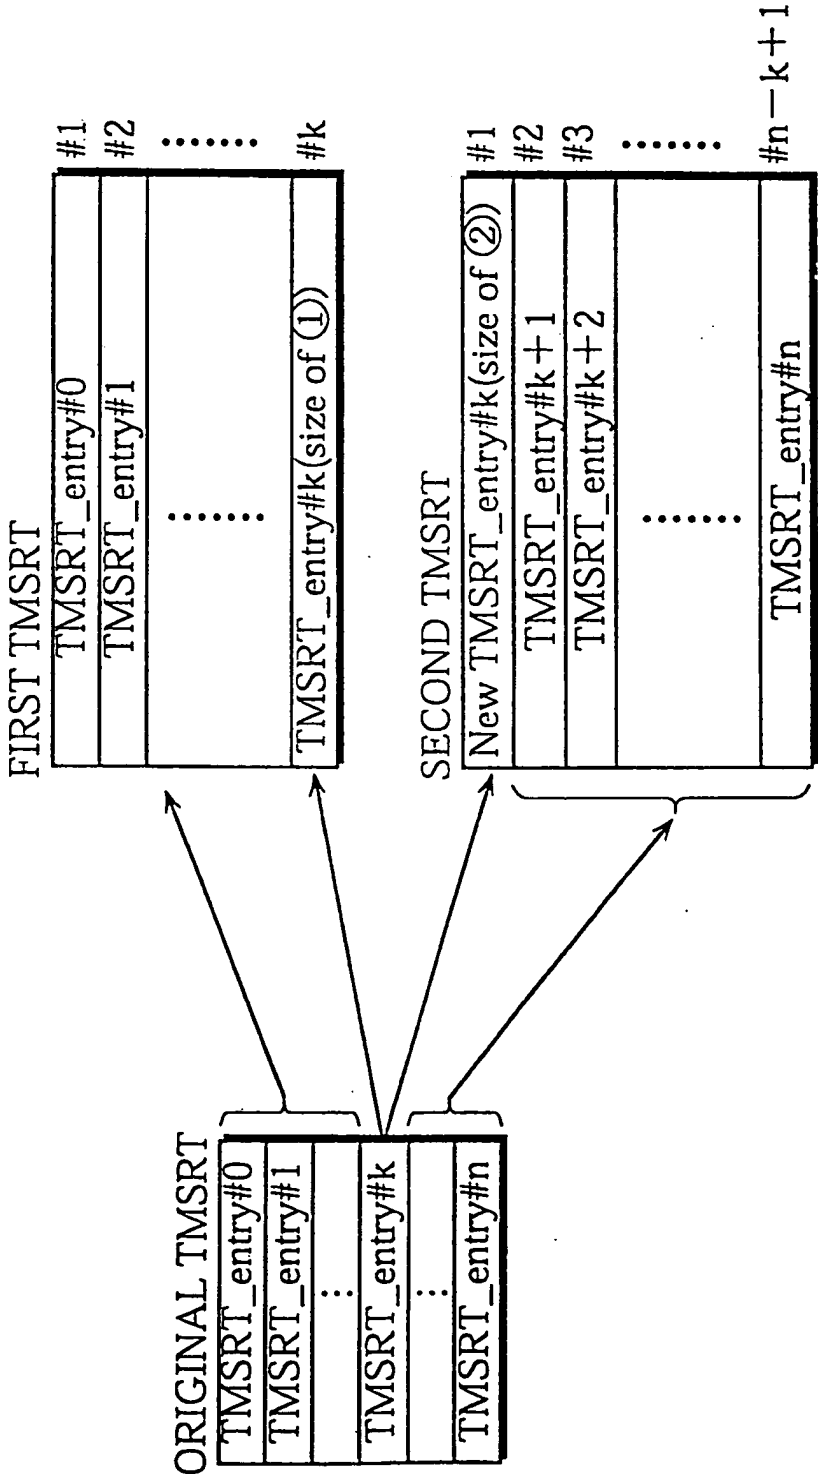 ORIGINAL TMSRT
TMSRT_entry#0
TMSRT_entry#1
⋯
TMSRT_entry#k
⋯
TMSRT_entry#n
FIRST TMSRT
TMSRT_entry#0 #1
TMSRT_entry#1 #2
⋯⋯ ⋯⋯
TMSRT_entry#k(size of ①) #k
SECOND TMSRT
New TMSRT_entry#k(size of ②)) #1
TMSRT_entry#k+1 #2
TMSRT_entry#k+2 #3
⋯⋯ ⋯⋯
TMSRT_entry#n #n−k+1